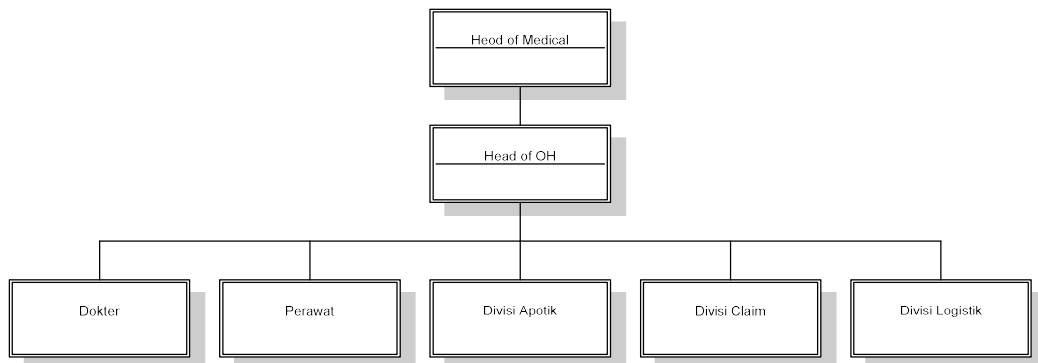 Heod of Medical
Head of OH
Dokter
Perawat
Divisi Apotik
Divisi Claim
Divisi Logistik